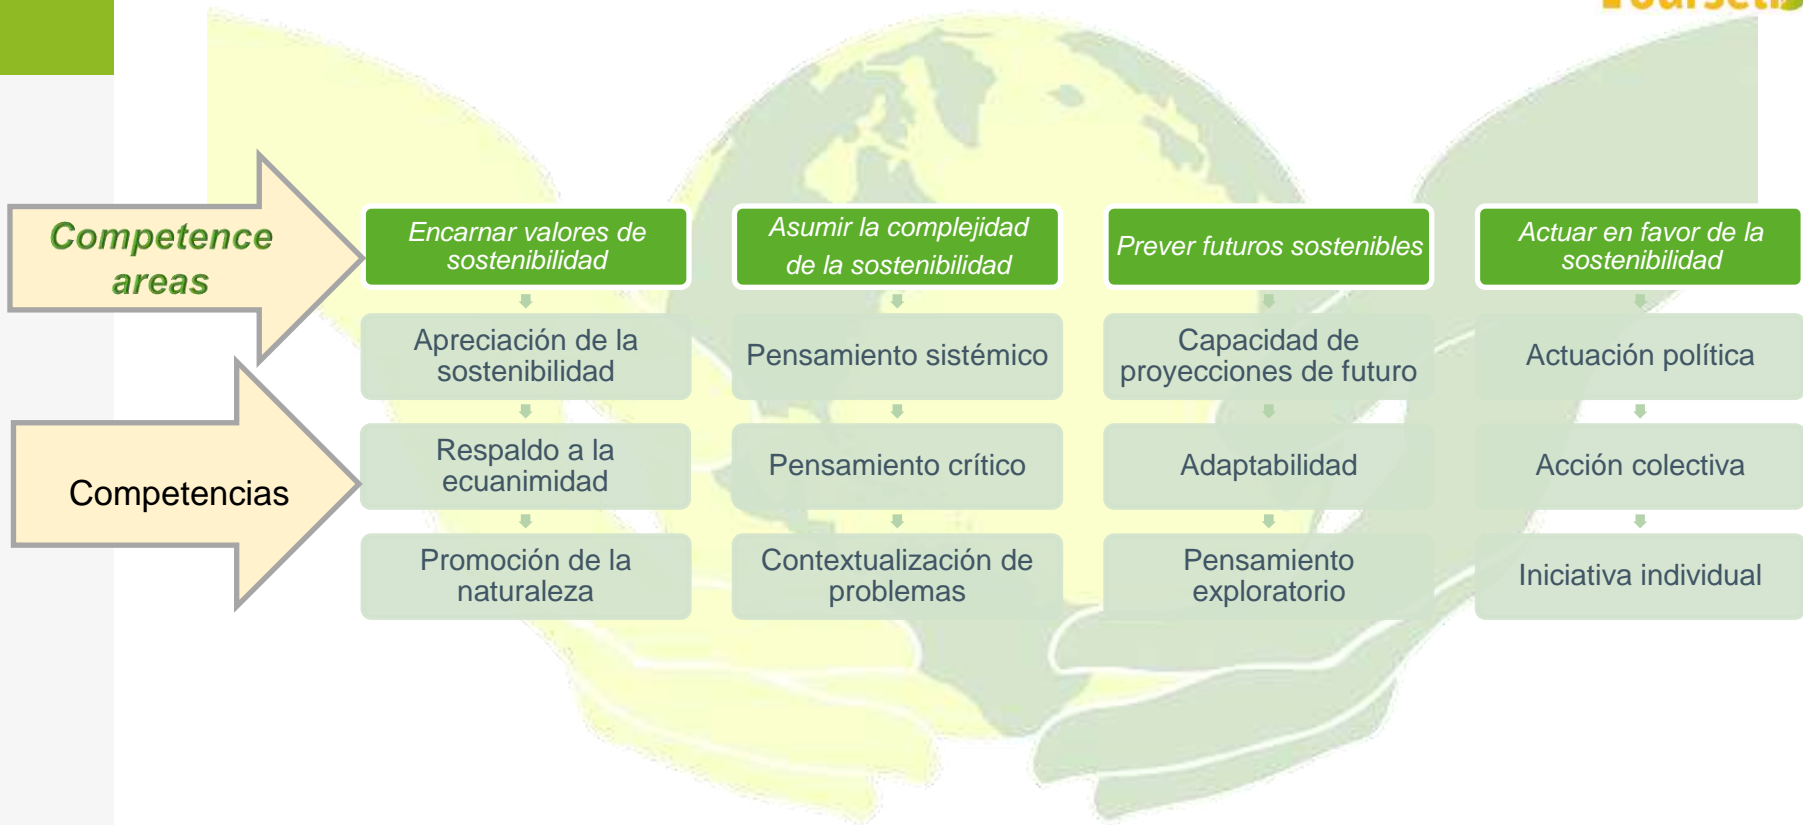 Competence
areas
Encarnar valores de
sostenibilidad
Asumir la complejidad
de la sostenibilidad
Prever futuros sostenibles
Actuar en favor de la
sostenibilidad
Competencias
Apreciación de la
sostenibilidad
Pensamiento sistémico
Capacidad de
proyecciones de futuro
Actuación política
Respaldo a la
ecuanimidad
Pensamiento crítico
Adaptabilidad
Acción colectiva
Promoción de la
naturaleza
Contextualización de
problemas
Pensamiento
exploratorio
Iniciativa individual